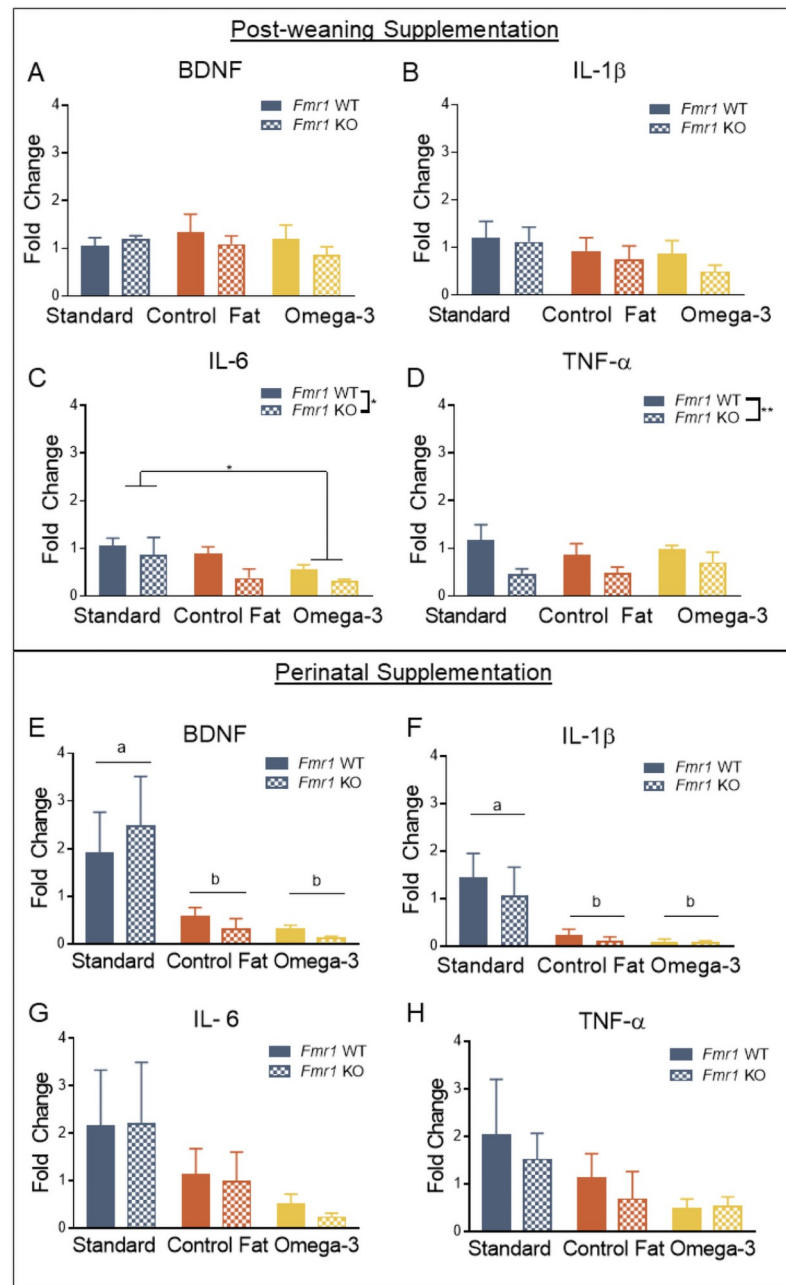 Post-weaning Supplementation
A
BDNF
Fmr1 WT
Fmr1 KO
4
3
2
1
0
Fold Change
Standard Control Fat Omega-3
B
IL-1β
Fmr1 WT
Fmr1 KO
4
3
2
1
0
Fold Change
Standard Control Fat Omega-3
C
IL-6
Fmr1 WT
Fmr1 KO
*
4
3
2
1
0
Fold Change
*
Standard Control Fat Omega-3
D
TNF-α
Fmr1 WT
Fmr1 KO
**
4
3
2
1
0
Fold Change
Standard Control Fat Omega-3
Perinatal Supplementation
E
BDNF
Fmr1 WT
Fmr1 KO
4
3
2
1
0
Fold Change
a
b
b
Standard Control Fat Omega-3
F
IL-1β
Fmr1 WT
Fmr1 KO
4
3
2
1
0
Fold Change
a
b
b
Standard Control Fat Omega-3
G
IL- 6
Fmr1 WT
Fmr1 KO
4
3
2
1
0
Fold Change
Standard Control Fat Omega-3
H
TNF-α
Fmr1 WT
Fmr1 KO
4
3
2
1
0
Fold Change
Standard Control Fat Omega-3